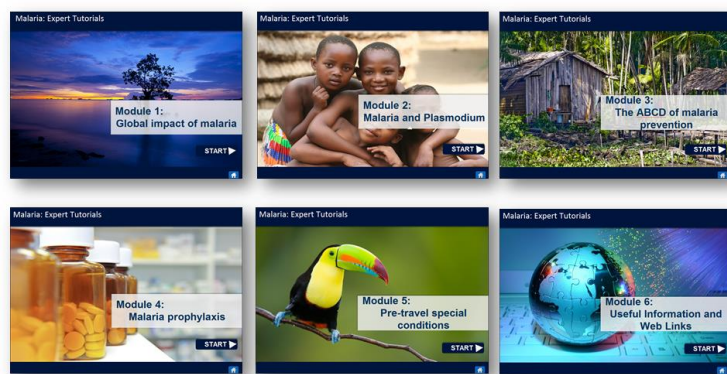 Malaria: Expert Tutorials
Module 1:
Global impact of malaria
START
Malaria: Expert Tutorials
Module 2:
Malaria and Plasmodium
START
Malaria: Expert Tutorials
Module 3:
The ABCD of malaria
prevention
START
Malaria: Expert Tutorials
Module 4:
Malaria prophylaxis
START
Malaria: Expert Tutorials
Module 5:
Pre-travel special
conditions
START
Malaria: Expert Tutorials
Module 6:
Useful Information and
Web Links
START